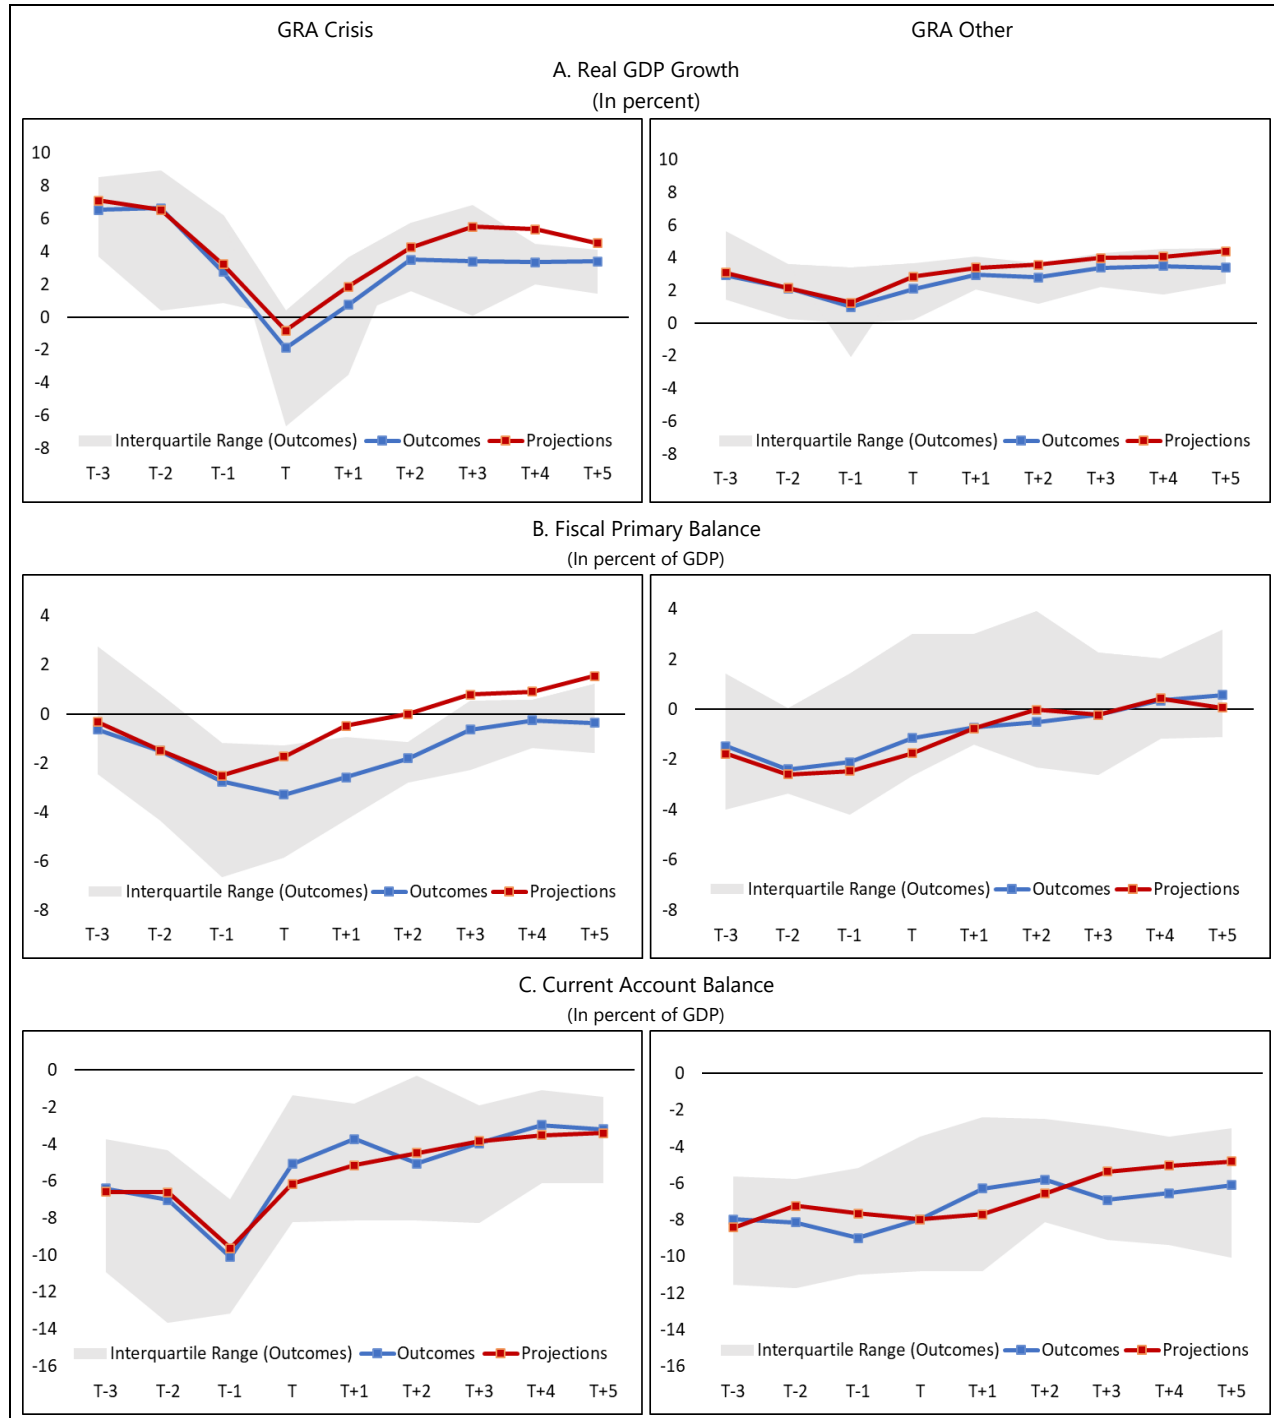 GRA Crisis GRA Other
A. Real GDP Growth
(In percent)
10
8
6
4
2
0
-2
-4
-6
-8
Interquartile Range (Outcomes) Outcomes Projections
T-3 T-2 T-1 T T+1 T+2 T+3 T+4 T+5
10
8
6
4
2
0
-2
-4
-6
-8
Interquartile Range (Outcomes) Outcomes Projections
T-3 T-2 T-1 T T+1 T+2 T+3 T+4 T+5
B. Fiscal Primary Balance
(In percent of GDP)
4
2
0
-2
-4
-6
-8
Interquartile Range (Outcomes) Outcomes Projections
T-3 T-2 T-1 T T+1 T+2 T+3 T+4 T+5
4
2
0
-2
-4
-6
-8
Interquartile Range (Outcomes) Outcomes Projections
T-3 T-2 T-1 T T+1 T+2 T+3 T+4 T+5
C. Current Account Balance
(In percent of GDP)
0
-2
-4
-6
-8
-10
-12
-14
-16
Interquartile Range (Outcomes) Outcomes Projections
T-3 T-2 T-1 T T+1 T+2 T+3 T+4 T+5
0
-2
-4
-6
-8
-10
-12
-14
-16
Interquartile Range (Outcomes) Outcomes Projections
T-3 T-2 T-1 T T+1 T+2 T+3 T+4 T+5